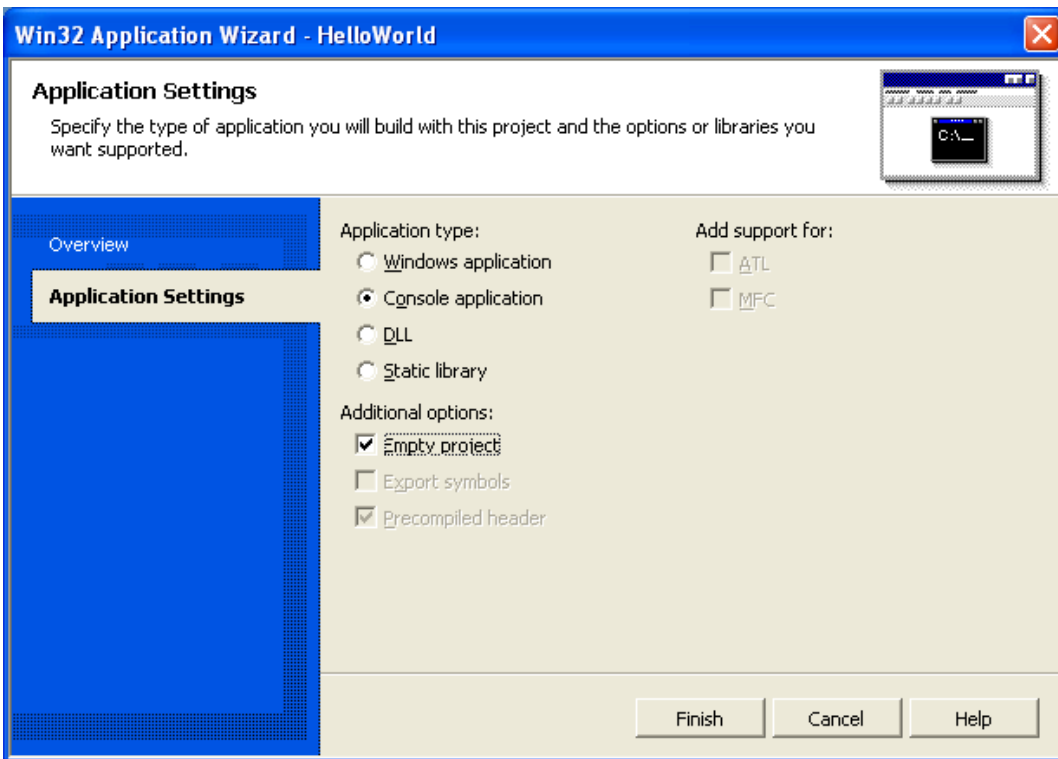 Win32 Application Wizard - HelloWorld
Application Settings
Specify the type of application you will build with this project and the options or libraries you
want supported.
C:\_
Overview
Application Settings
Application type:
Windows application
Console application
DLL
Static library
Additional options:
Empty project
Export symbols
Precompiled header
Add support for:
ATL
MFC
Finish
Cancel
Help